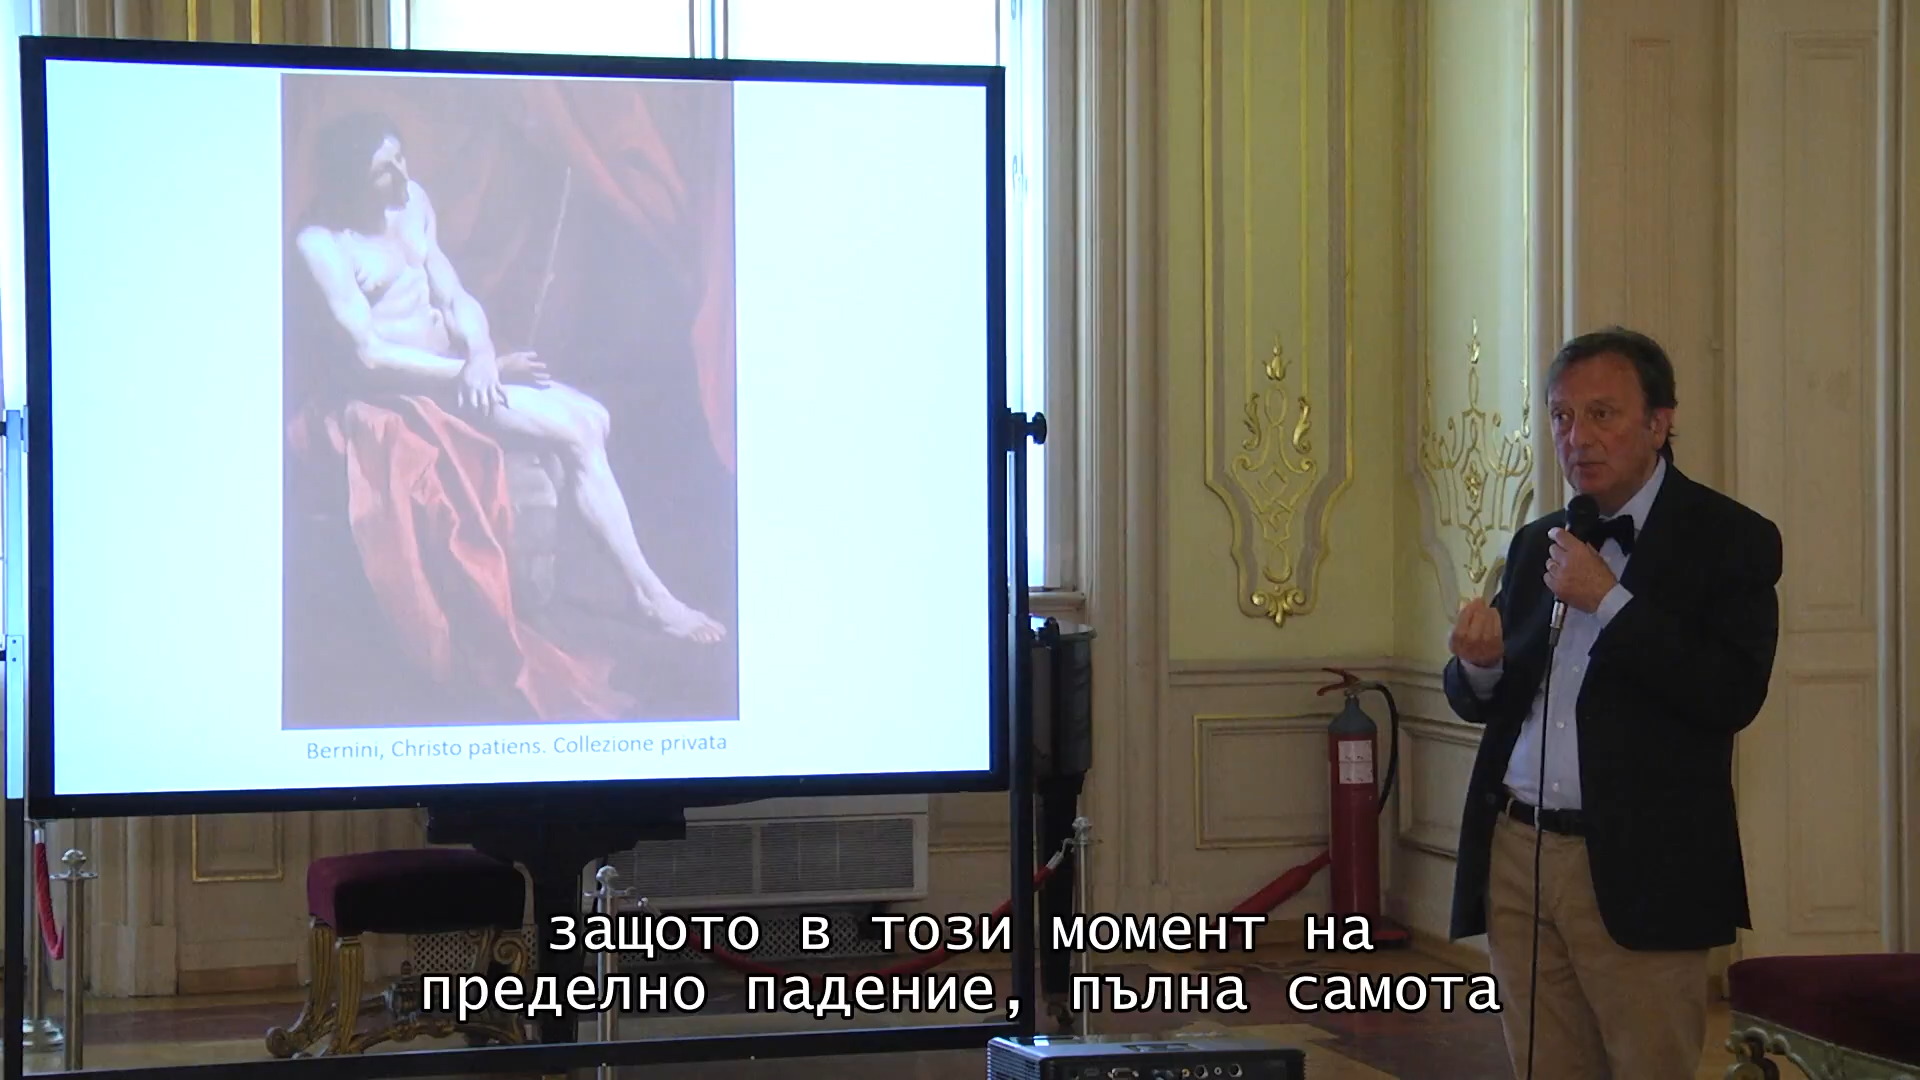 Bernini, Christo patiens. Collezione privata
защото в този момент на
пределно падение, пълна самота